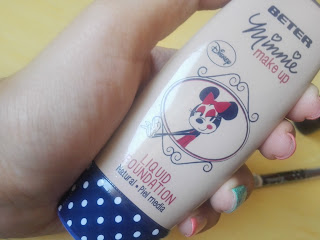 BETER
Minnie
make up
Disney
LIQUID
FOUNDATION
Natural • Piel media